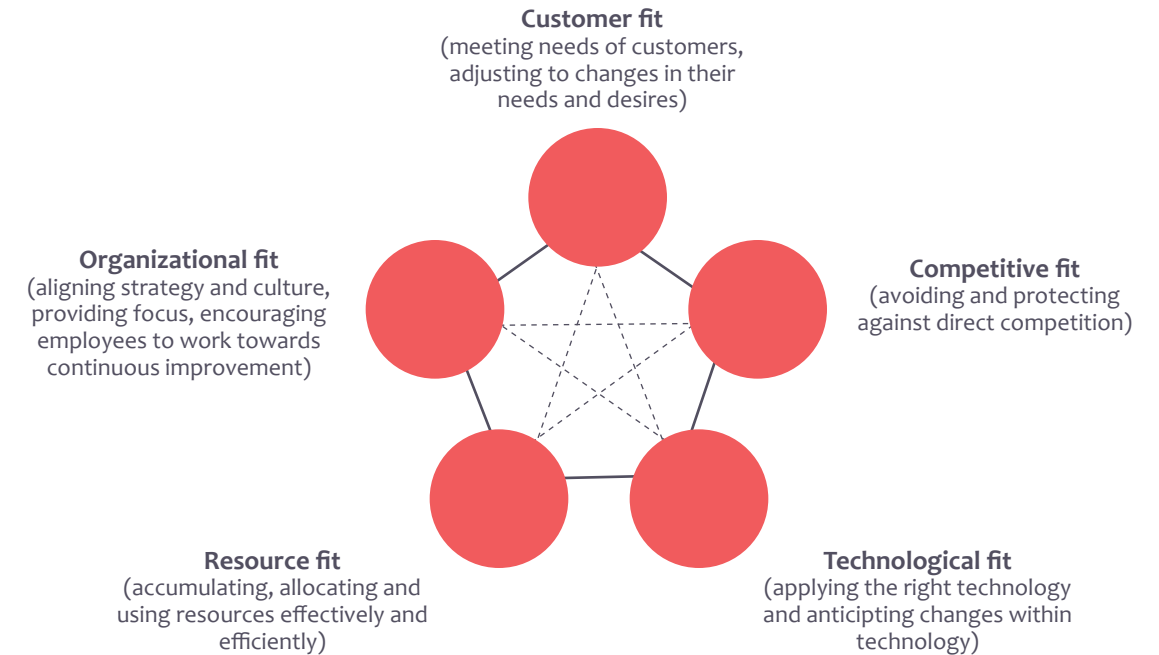 Customer fit
(meeting needs of customers,
adjusting to changes in their
needs and desires)
Organizational fit
(aligning strategy and culture,
providing focus, encouraging
employees to work towards
continuous improvement)
Competitive fit
(avoiding and protecting
against direct competition)
Resource fit
(accumulating, allocating and
using resources effectively and
efficiently)
Technological fit
(applying the right technology
and anticipting changes within
technology)